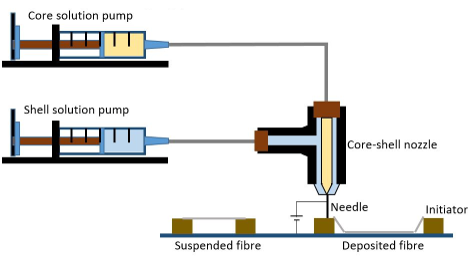 Core solution pump
Shell solution pump
Core-shell nozzle
Needle
Initiator
Suspended fibre
Deposited fibre